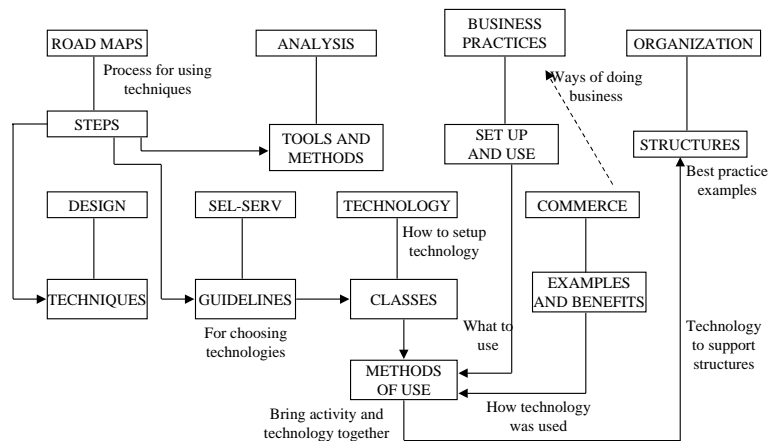 BUSINESS
PRACTICES
ROAD MAPS
ANALYSIS
ORGANIZATION
Process for using
techniques
Ways of doing
business
STEPS
TOOLS AND
METHODS
SET UP
AND USE
STRUCTURES
Best practice
examples
DESIGN
SEL-SERV
TECHNOLOGY
COMMERCE
How to setup
technology
TECHNIQUES
GUIDELINES
CLASSES
EXAMPLES
AND BENEFITS
For choosing
technologies
What to
use
Technology
to support
structures
METHODS
OF USE
Bring activity and
technology together
How technology
was used